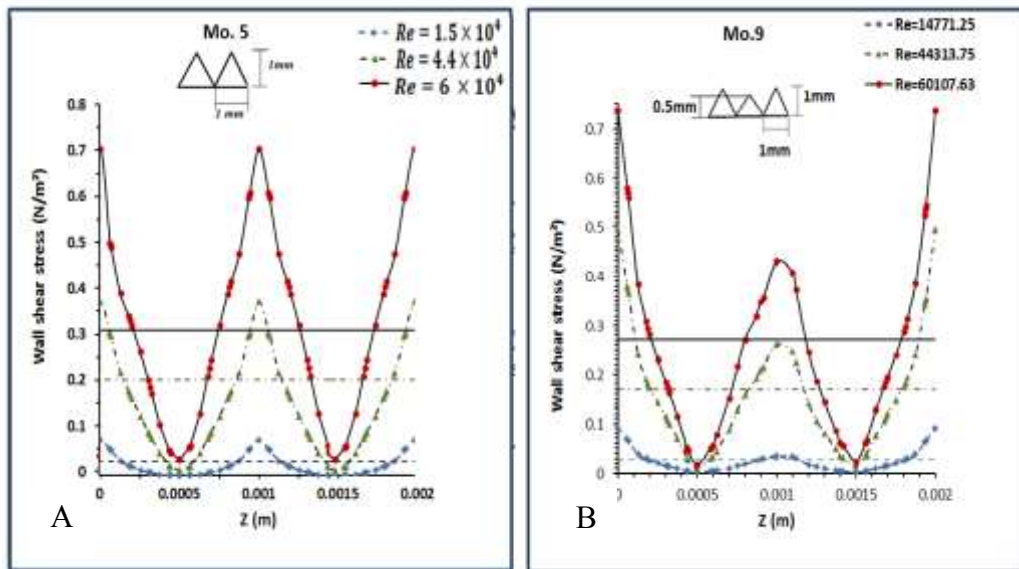 Mo. 5
Re = 1.5 × 10⁴
Re = 4.4 × 10⁴
Re = 6 × 10⁴
1mm
1 mm
Wall shear stress (N/m²)
0.8
0.7
0.6
0.5
0.4
0.3
0.2
0.1
0
0 0.0005 0.001 0.0015 0.002
Z (m)
A
Mo.9
Re=14771.25
Re=44313.75
Re=60107.63
0.5mm
1mm
1mm
Wall shear stress (N/m²)
0.7
0.6
0.5
0.4
0.3
0.2
0.1
0
0 0.0005 0.001 0.0015 0.002
Z (m)
B